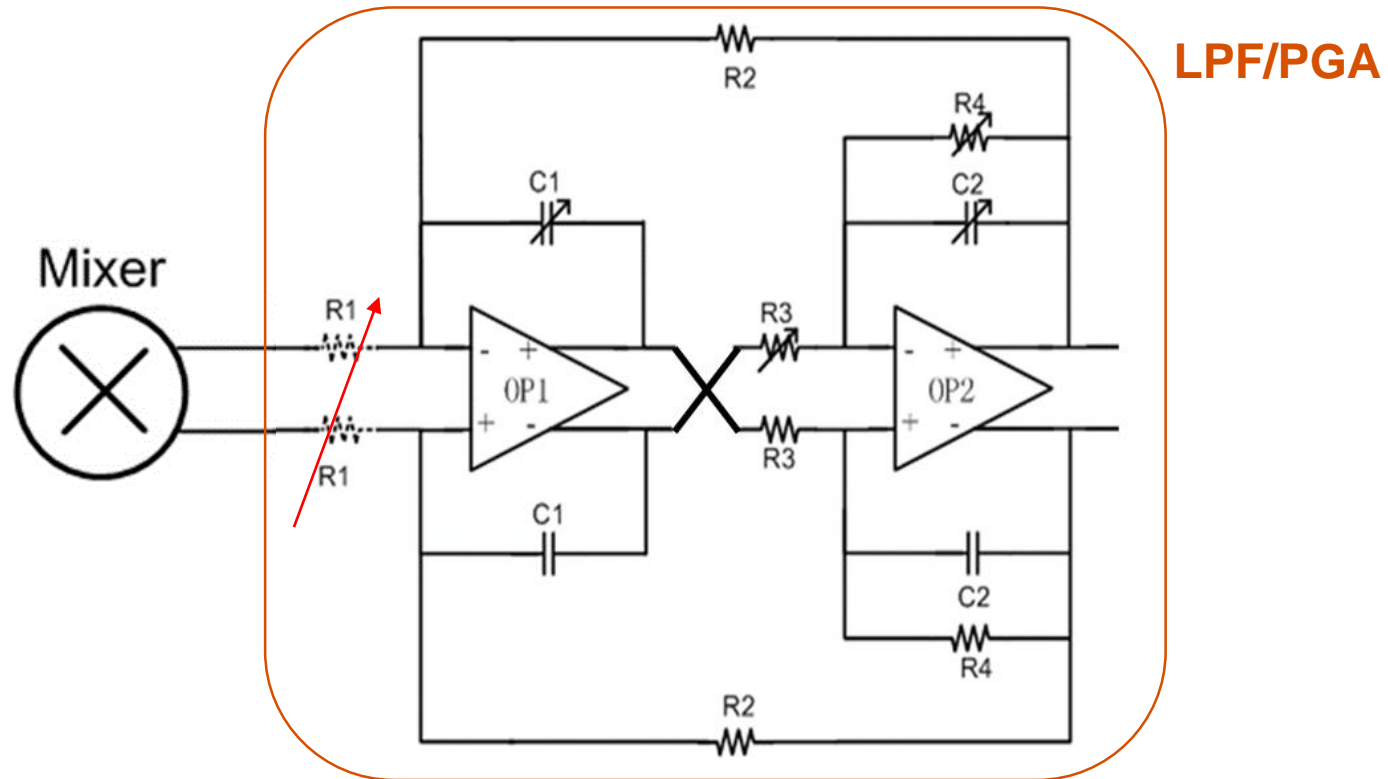 LPF/PGA
R2
R4
C1
C2
Mixer
R1
R3
- +
- +
OP1
OP2
+ -
+ -
R1
R3
C1
C2
R4
R2